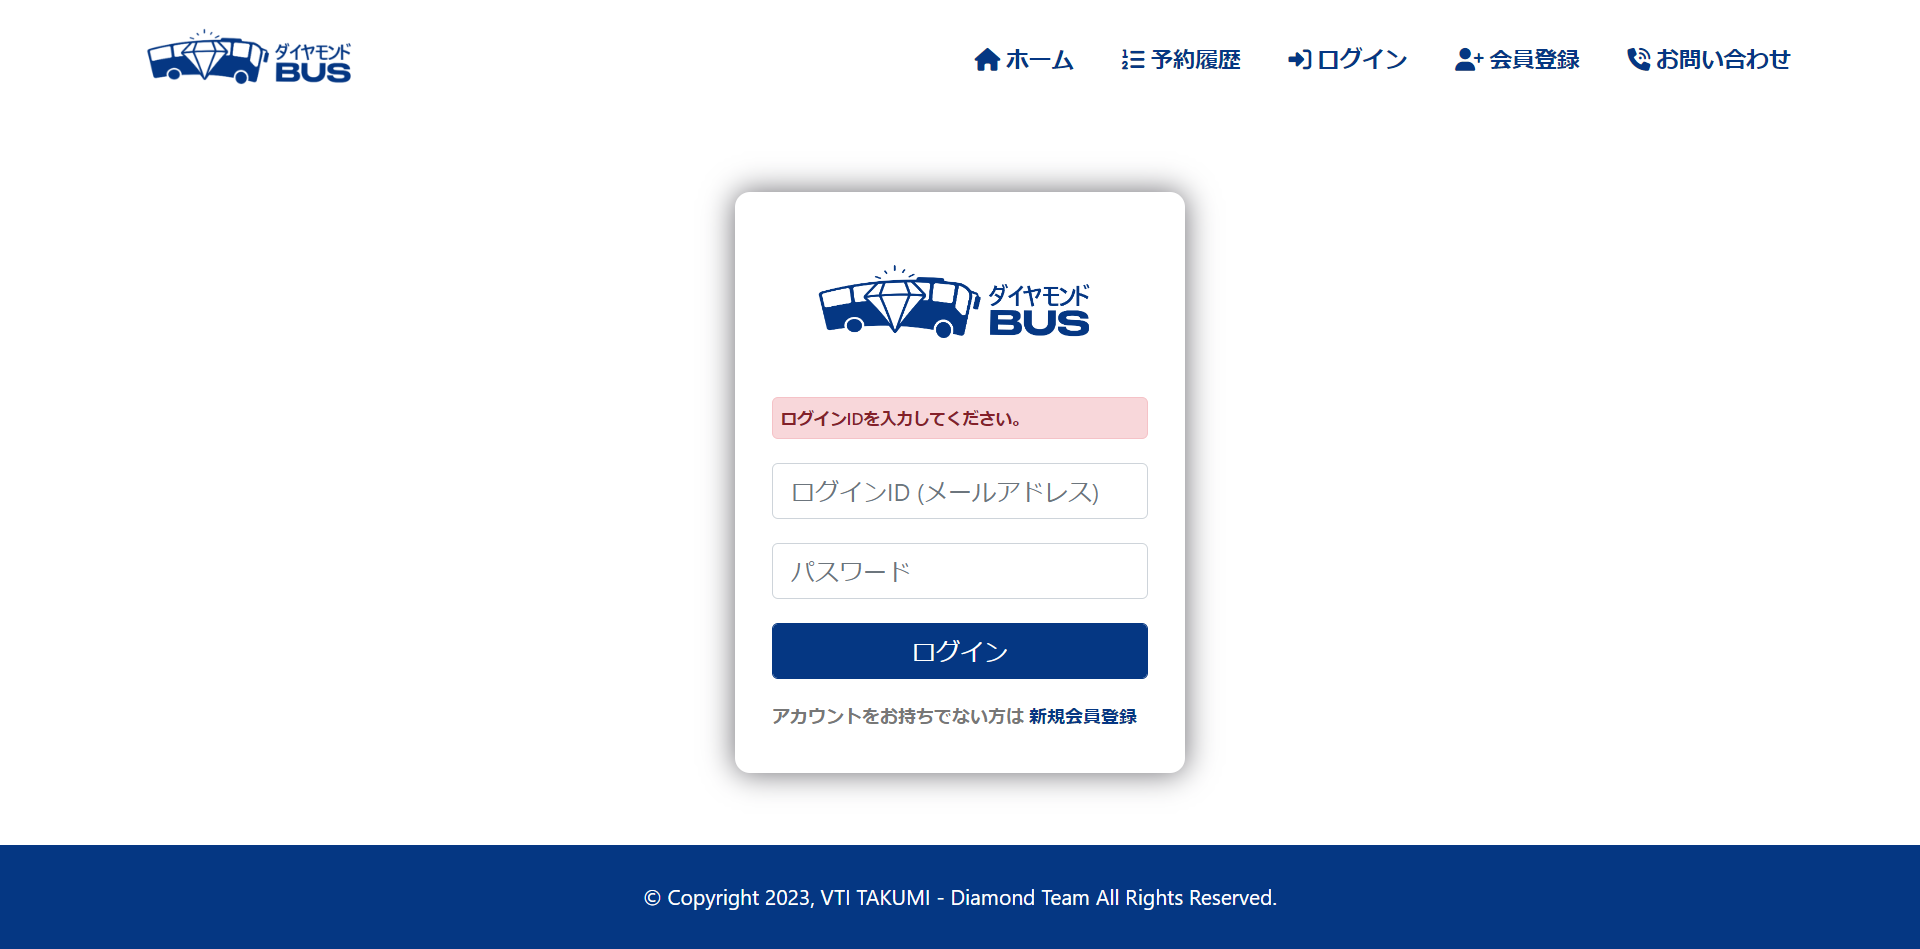 ダイヤモンド
BUS
ホーム
予約履歴
ログイン
会員登録
お問い合わせ
ダイヤモンド
BUS
ログインIDを入力してください。
ログインID (メールアドレス)
パスワード
ログイン
アカウントをお持ちでない方は 新規会員登録
© Copyright 2023, VTI TAKUMI - Diamond Team All Rights Reserved.